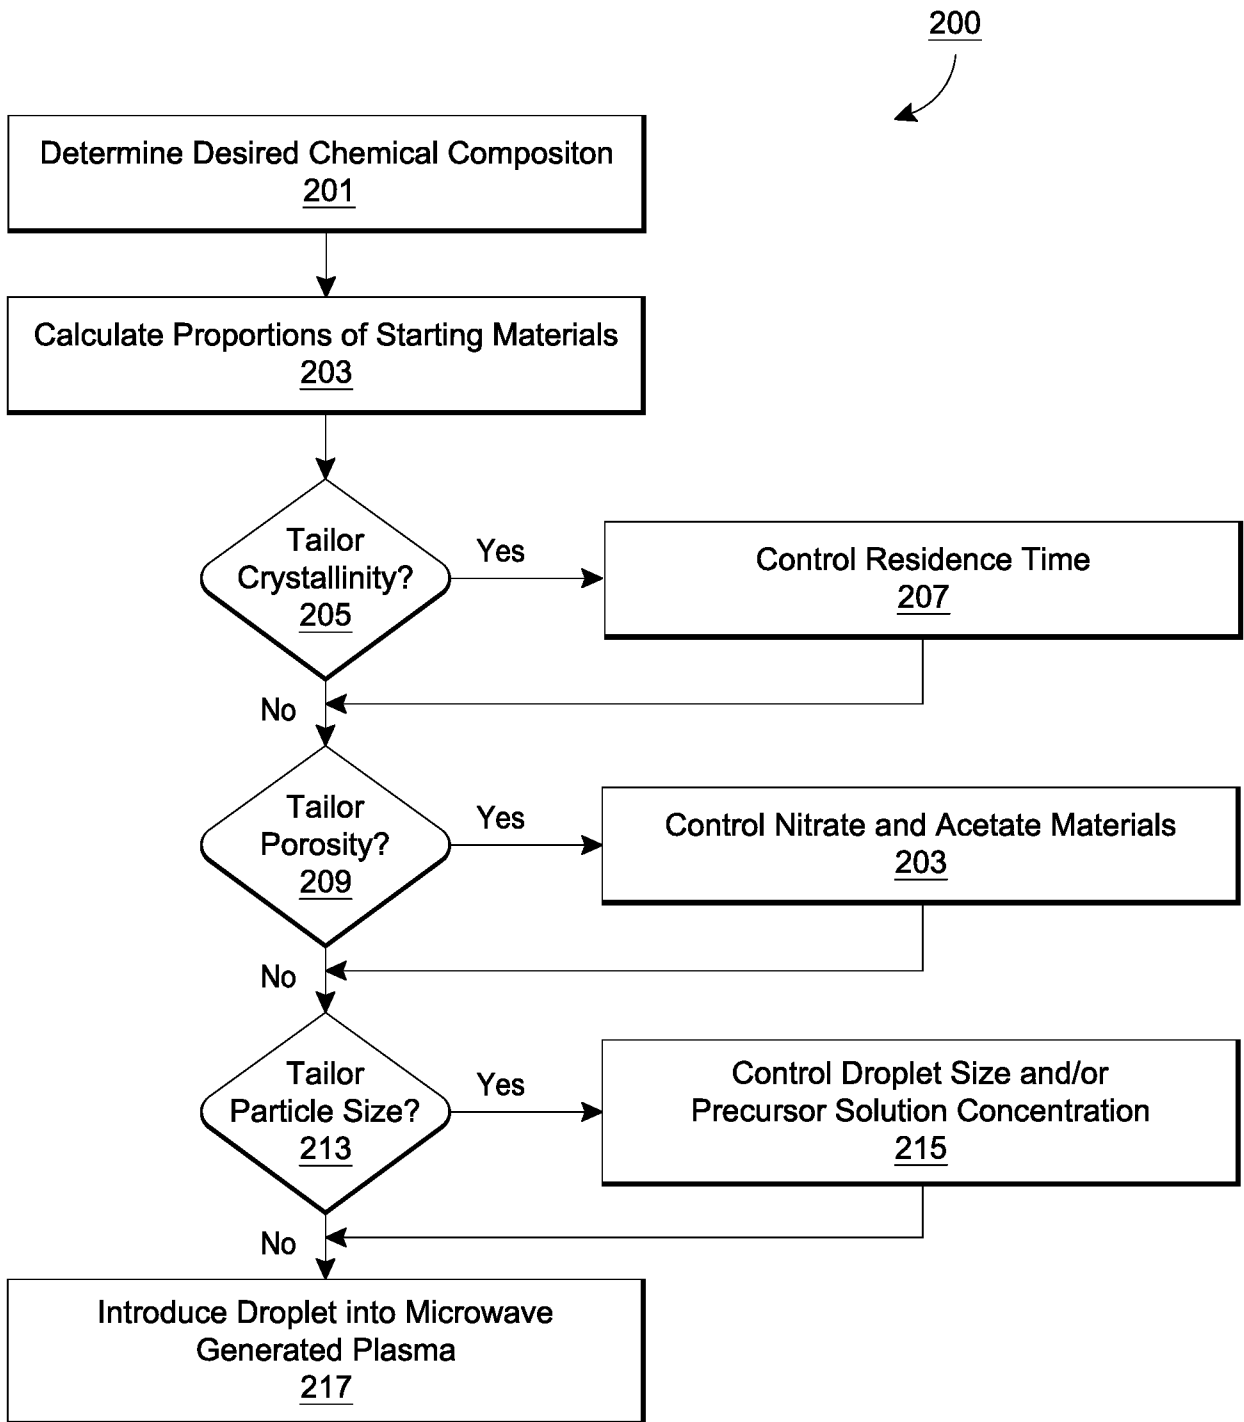 200
Determine Desired Chemical Compositon
201
Calculate Proportions of Starting Materials
203
Tailor
Crystallinity?
205
Yes
Control Residence Time
207
No
Tailor
Porosity?
209
Yes
Control Nitrate and Acetate Materials
203
No
Tailor
Particle Size?
213
Yes
Control Droplet Size and/or
Precursor Solution Concentration
215
No
Introduce Droplet into Microwave
Generated Plasma
217